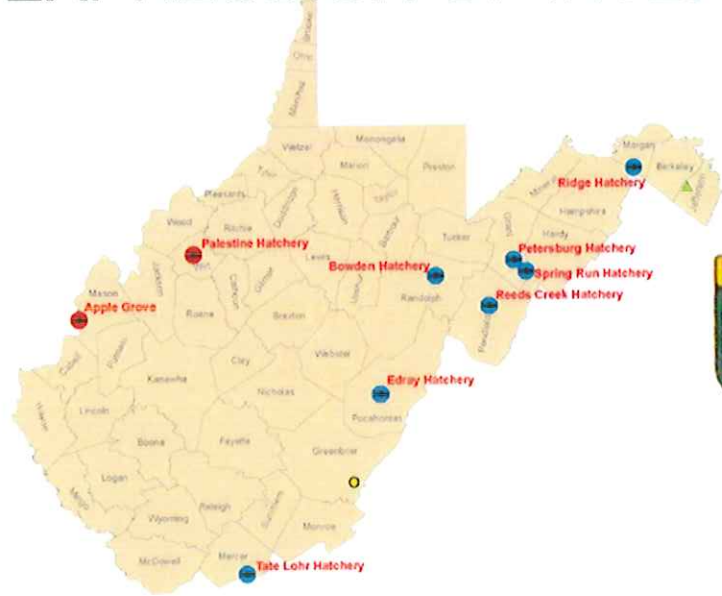 Brooke
Ohio
Marshall
Wetzel
Monongalia
Marion
Preston
Morgan
Berkeley
Jefferson
Ridge Hatchery
Tyler
Pleasants
Doddridge
Harrison
Taylor
Mineral
Hampshire
Wood
Ritchie
Barbour
Tucker
Grant
Hardy
Palestine Hatchery
Lewis
Petersburg Hatchery
Bowden Hatchery
Spring Run Hatchery
Wirt
Jackson
Calhoun
Gilmer
Upshur
Randolph
Mason
Reeds Creek Hatchery
Apple Grove
Roane
Braxton
Pendleton
Webster
Cabell
Putnam
Clay
Kanawha
Edray Hatchery
Nicholas
Wayne
Lincoln
Pocahontas
Boone
Fayette
Greenbrier
Logan
Mingo
Raleigh
Summers
Wyoming
Monroe
McDowell
Mercer
Tate Lohr Hatchery